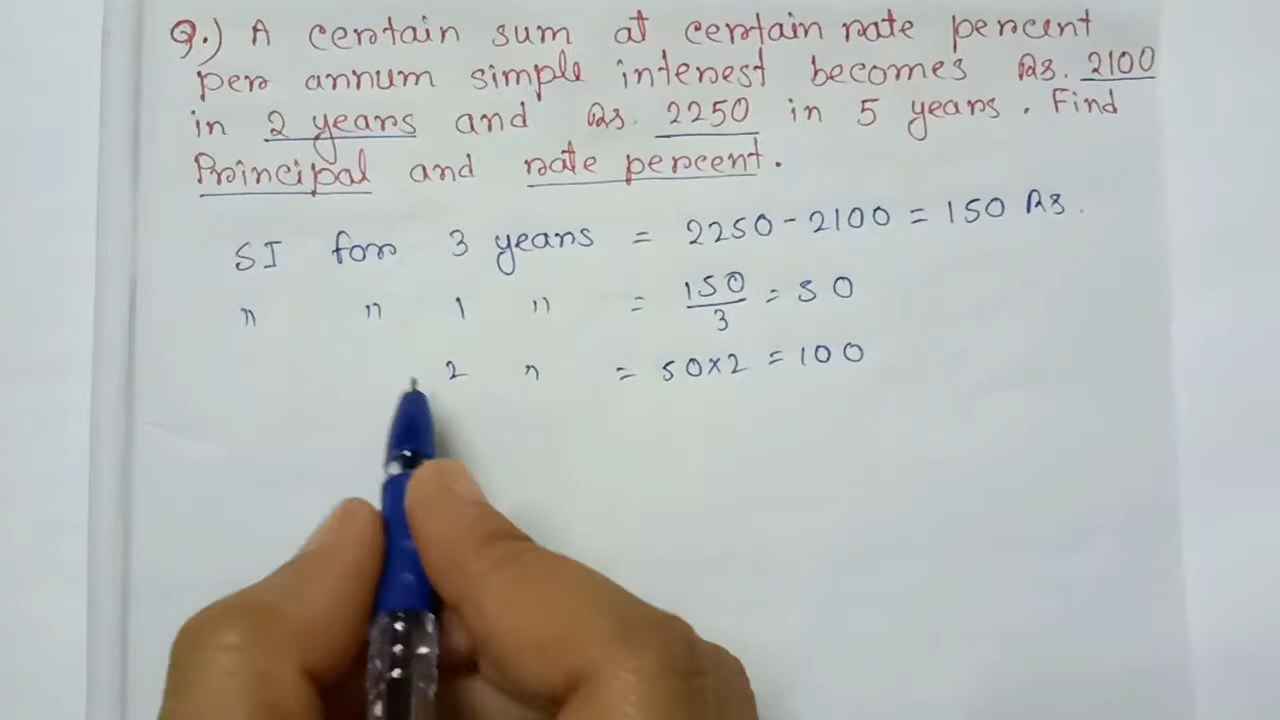 Q.) A certain sum at certain rate percent
per annum simple interest becomes Rs. 2100
in 2 years and Rs. 2250 in 5 years. Find
Principal and rate percent.
SI for 3 years = 2250 - 2100 = 150 Rs.
" " 1 " = 150/3 = 50
2 " = 50×2 = 100